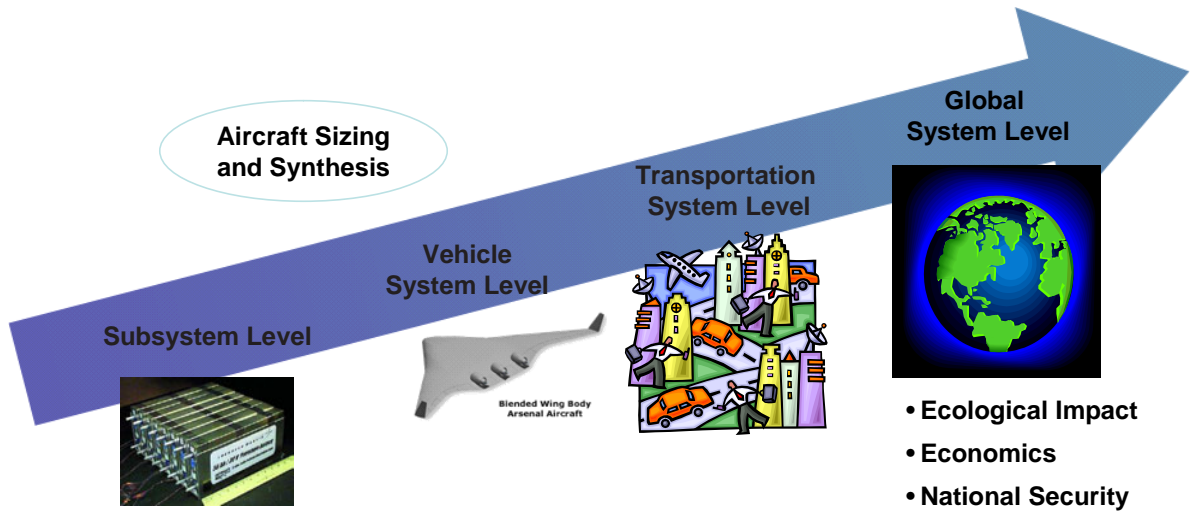 Aircraft Sizing
and Synthesis
Global
System Level
Transportation
System Level
Vehicle
System Level
Subsystem Level
Blended Wing Body
Arsenal Aircraft
• Ecological Impact
• Economics
• National Security